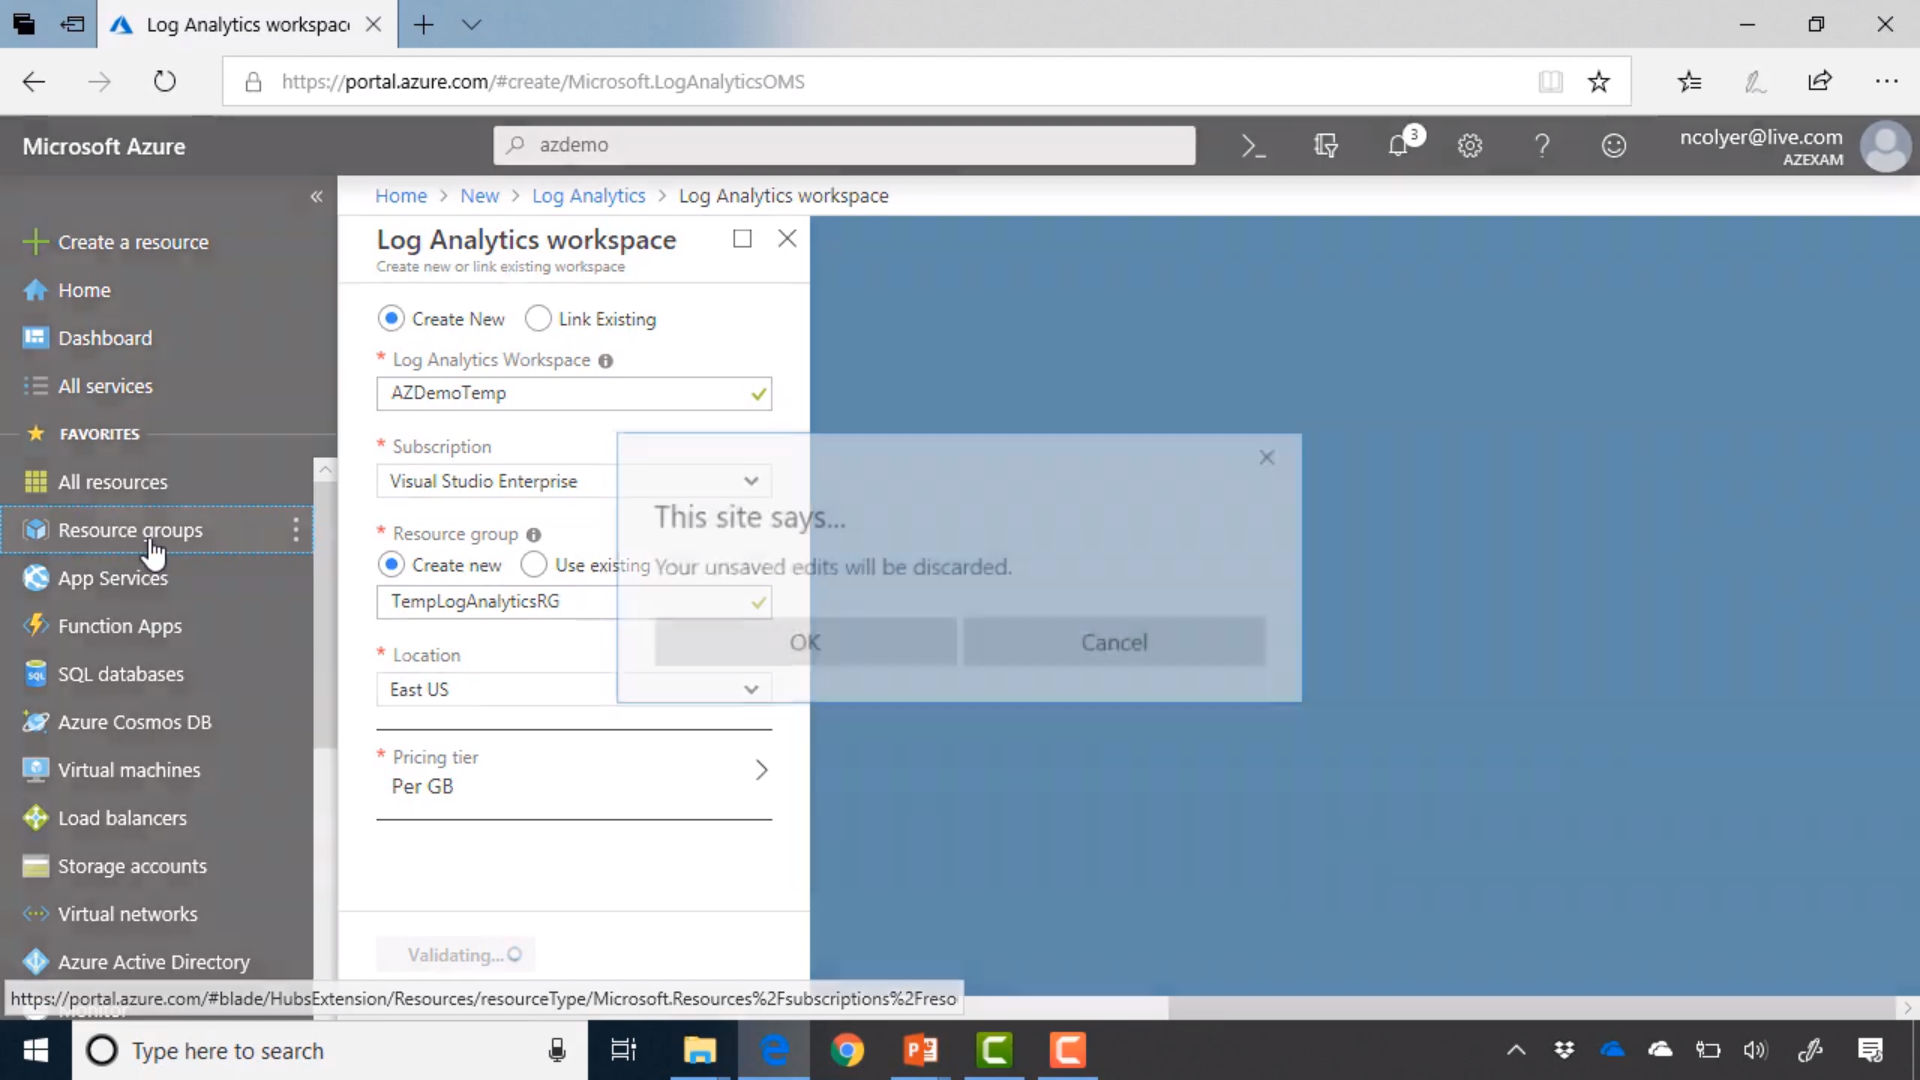 Log Analytics workspac
https://portal.azure.com/#create/Microsoft.LogAnalyticsOMS
Microsoft Azure
azdemo
3
ncolyer@live.com
AZEXAM
Home > New > Log Analytics > Log Analytics workspace
Create a resource
Home
Dashboard
All services
FAVORITES
All resources
Resource groups
App Services
Function Apps
SQL databases
Azure Cosmos DB
Virtual machines
Load balancers
Storage accounts
Virtual networks
Azure Active Directory
Monitor
Log Analytics workspace
Create new or link existing workspace
Create New
Link Existing
* Log Analytics Workspace
AZDemoTemp
* Subscription
Visual Studio Enterprise
* Resource group
Create new
Use existing
TempLogAnalyticsRG
* Location
East US
* Pricing tier
Per GB
Validating...
This site says...
Your unsaved edits will be discarded.
OK
Cancel
https://portal.azure.com/#blade/HubsExtension/Resources/resourceType/Microsoft.Resources%2Fsubscriptions%2Freso
Type here to search